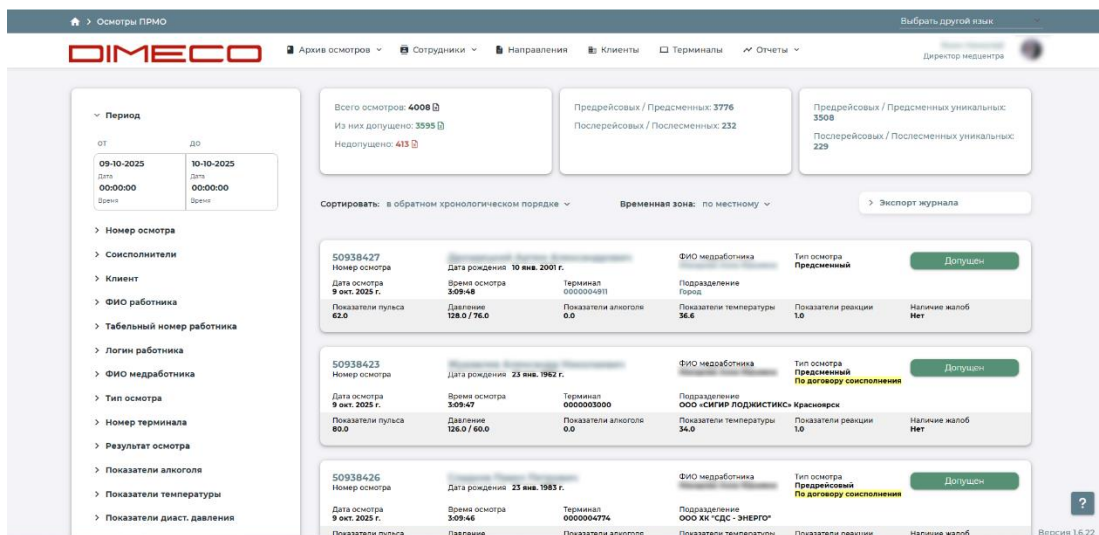 Осмотры ПРМО
Выбрать другой язык
DIMECO
Архив осмотров
Сотрудники
Направления
Клиенты
Терминалы
Отчеты
Директор медцентра
Период
от до
09-10-2025 10-10-2025
Дата Дата
00:00:00 00:00:00
Время Время
Номер осмотра
Соисполнители
Клиент
ФИО работника
Табельный номер работника
Логин работника
ФИО медработника
Тип осмотра
Номер терминала
Результат осмотра
Показатели алкоголя
Показатели температуры
Показатели диаст. давления
Всего осмотров: 4008
Из них допущено: 3595
Недопущено: 413
Предрейсовых / Предсменных: 3776
Послерейсовых / Послесменных: 232
Предрейсовых / Предсменных уникальных:
3508
Послерейсовых / Послесменных уникальных:
229
Сортировать: в обратном хронологическом порядке
Временная зона: по местному
Экспорт журнала
50938427
Номер осмотра
Дата рождения 10 янв. 2001 г.
ФИО медработника
Тип осмотра
Предсменный
Допущен
Дата осмотра Время осмотра Терминал Подразделение
9 окт. 2025 г. 3:09:48 0000004911 Город
Показатели пульса Давление Показатели алкоголя Показатели температуры Показатели реакции Наличие жалоб
62.0 128.0 / 76.0 0.0 36.6 1.0 Нет
50938423
Номер осмотра
Дата рождения 23 янв. 1962 г.
ФИО медработника
Тип осмотра
Предсменный
По договору соисполнения
Допущен
Дата осмотра Время осмотра Терминал Подразделение
9 окт. 2025 г. 3:09:47 0000003000 ООО «СИГИР ЛОДЖИСТИКС» Красноярск
Показатели пульса Давление Показатели алкоголя Показатели температуры Показатели реакции Наличие жалоб
80.0 126.0 / 60.0 0.0 34.0 1.0 Нет
50938426
Номер осмотра
Дата рождения 23 янв. 1983 г.
ФИО медработника
Тип осмотра
Предрейсовый
По договору соисполнения
Допущен
Дата осмотра Время осмотра Терминал Подразделение
9 окт. 2025 г. 3:09:46 0000004774 ООО ХК "СДС - ЭНЕРГО"
Показатели пульса Давление Показатели алкоголя Показатели температуры Показатели реакции Наличие жалоб
?
Версия 1.6.22